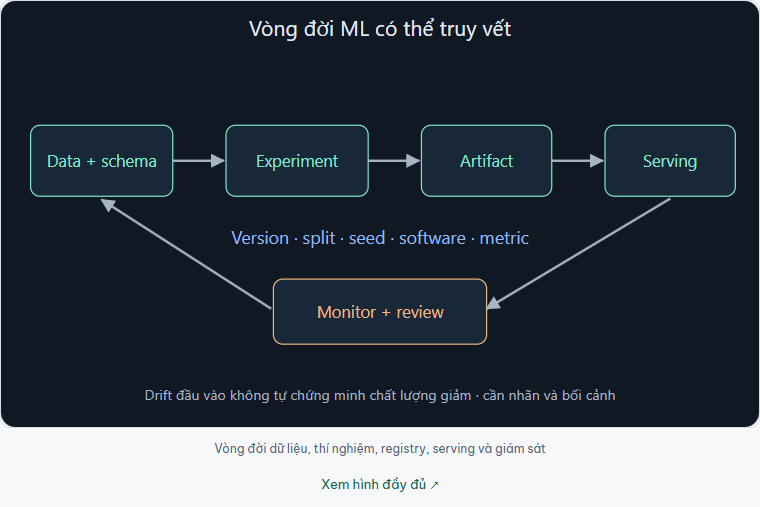 Vòng đời ML có thể truy vết
Data + schema
Experiment
Artifact
Serving
Version · split · seed · software · metric
Monitor + review
Drift đầu vào không tự chứng minh chất lượng giảm · cần nhãn và bối cảnh
Vòng đời dữ liệu, thí nghiệm, registry, serving và giám sát
Xem hình đầy đủ ↗